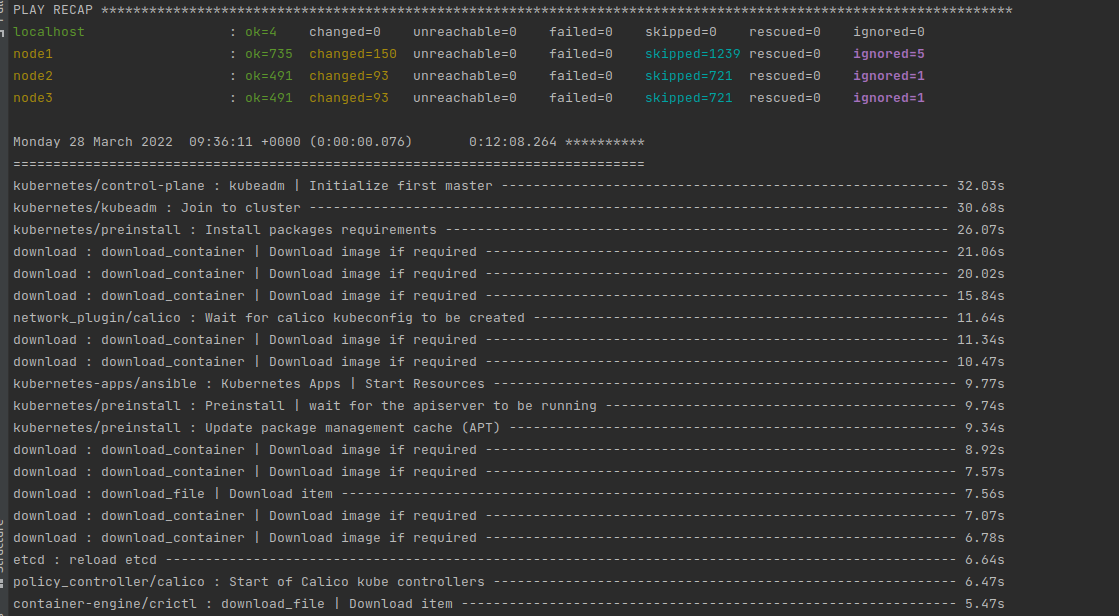 PLAY RECAP ******************************************************************************************************************
localhost : ok=4 changed=0 unreachable=0 failed=0 skipped=0 rescued=0 ignored=0
node1 : ok=735 changed=150 unreachable=0 failed=0 skipped=1239 rescued=0 ignored=5
node2 : ok=491 changed=93 unreachable=0 failed=0 skipped=721 rescued=0 ignored=1
node3 : ok=491 changed=93 unreachable=0 failed=0 skipped=721 rescued=0 ignored=1
Monday 28 March 2022 09:36:11 +0000 (0:00:00.076) 0:12:08.264 **********
===============================================================================
kubernetes/control-plane : kubeadm | Initialize first master -------------------------------------------------------- 32.03s
kubernetes/kubeadm : Join to cluster -------------------------------------------------------------------------------- 30.68s
kubernetes/preinstall : Install packages requirements --------------------------------------------------------------- 26.07s
download : download_container | Download image if required ---------------------------------------------------------- 21.06s
download : download_container | Download image if required ---------------------------------------------------------- 20.02s
download : download_container | Download image if required ---------------------------------------------------------- 15.84s
network_plugin/calico : Wait for calico kubeconfig to be created ---------------------------------------------------- 11.64s
download : download_container | Download image if required ---------------------------------------------------------- 11.34s
download : download_container | Download image if required ---------------------------------------------------------- 10.47s
kubernetes-apps/ansible : Kubernetes Apps | Start Resources ---------------------------------------------------------- 9.77s
kubernetes/preinstall : Preinstall | wait for the apiserver to be running -------------------------------------------- 9.74s
kubernetes/preinstall : Update package management cache (APT) -------------------------------------------------------- 9.34s
download : download_container | Download image if required ----------------------------------------------------------- 8.92s
download : download_container | Download image if required ----------------------------------------------------------- 7.57s
download : download_file | Download item ----------------------------------------------------------------------------- 7.56s
download : download_container | Download image if required ----------------------------------------------------------- 7.07s
download : download_container | Download image if required ----------------------------------------------------------- 6.78s
etcd : reload etcd --------------------------------------------------------------------------------------------------- 6.64s
policy_controller/calico : Start of Calico kube controllers ---------------------------------------------------------- 6.47s
container-engine/crictl : download_file | Download item -------------------------------------------------------------- 5.47s